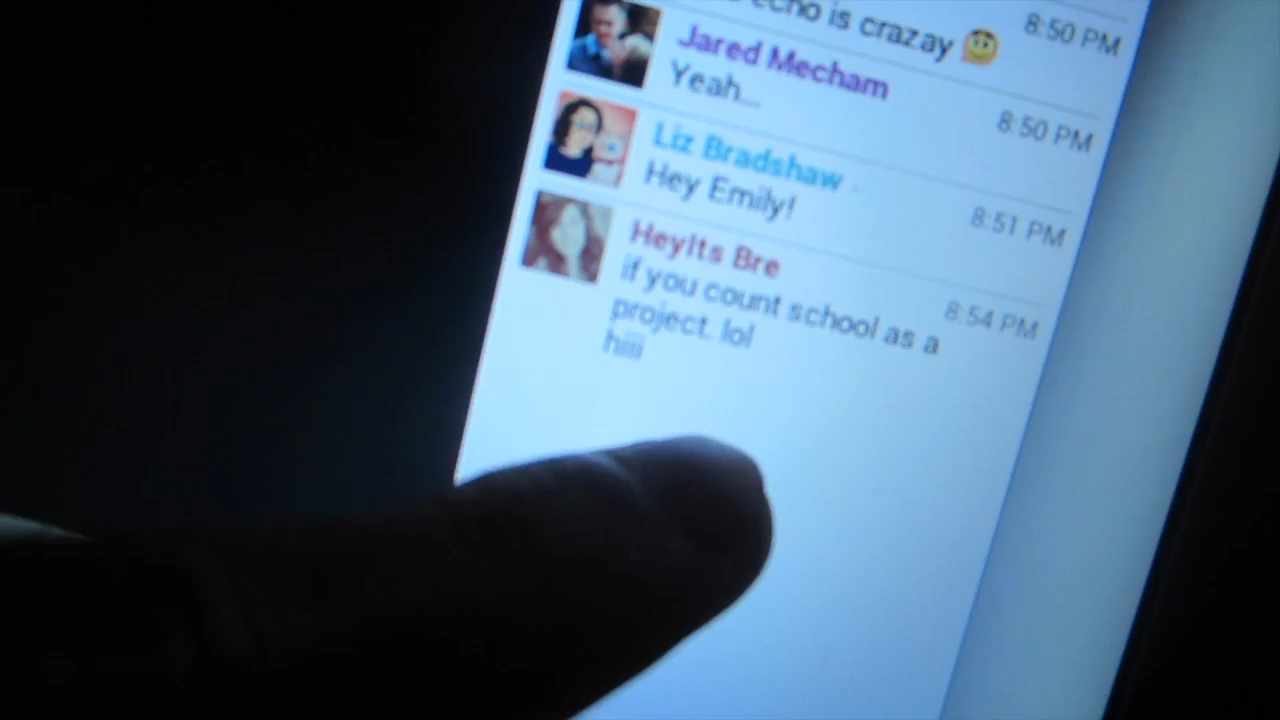 echo is crazay
8:50 PM
Jared Mecham
Yeah...
8:50 PM
Liz Bradshaw
Hey Emily!
8:51 PM
HeyIts Bre
if you count school as a
project. lol
hiii
8:54 PM